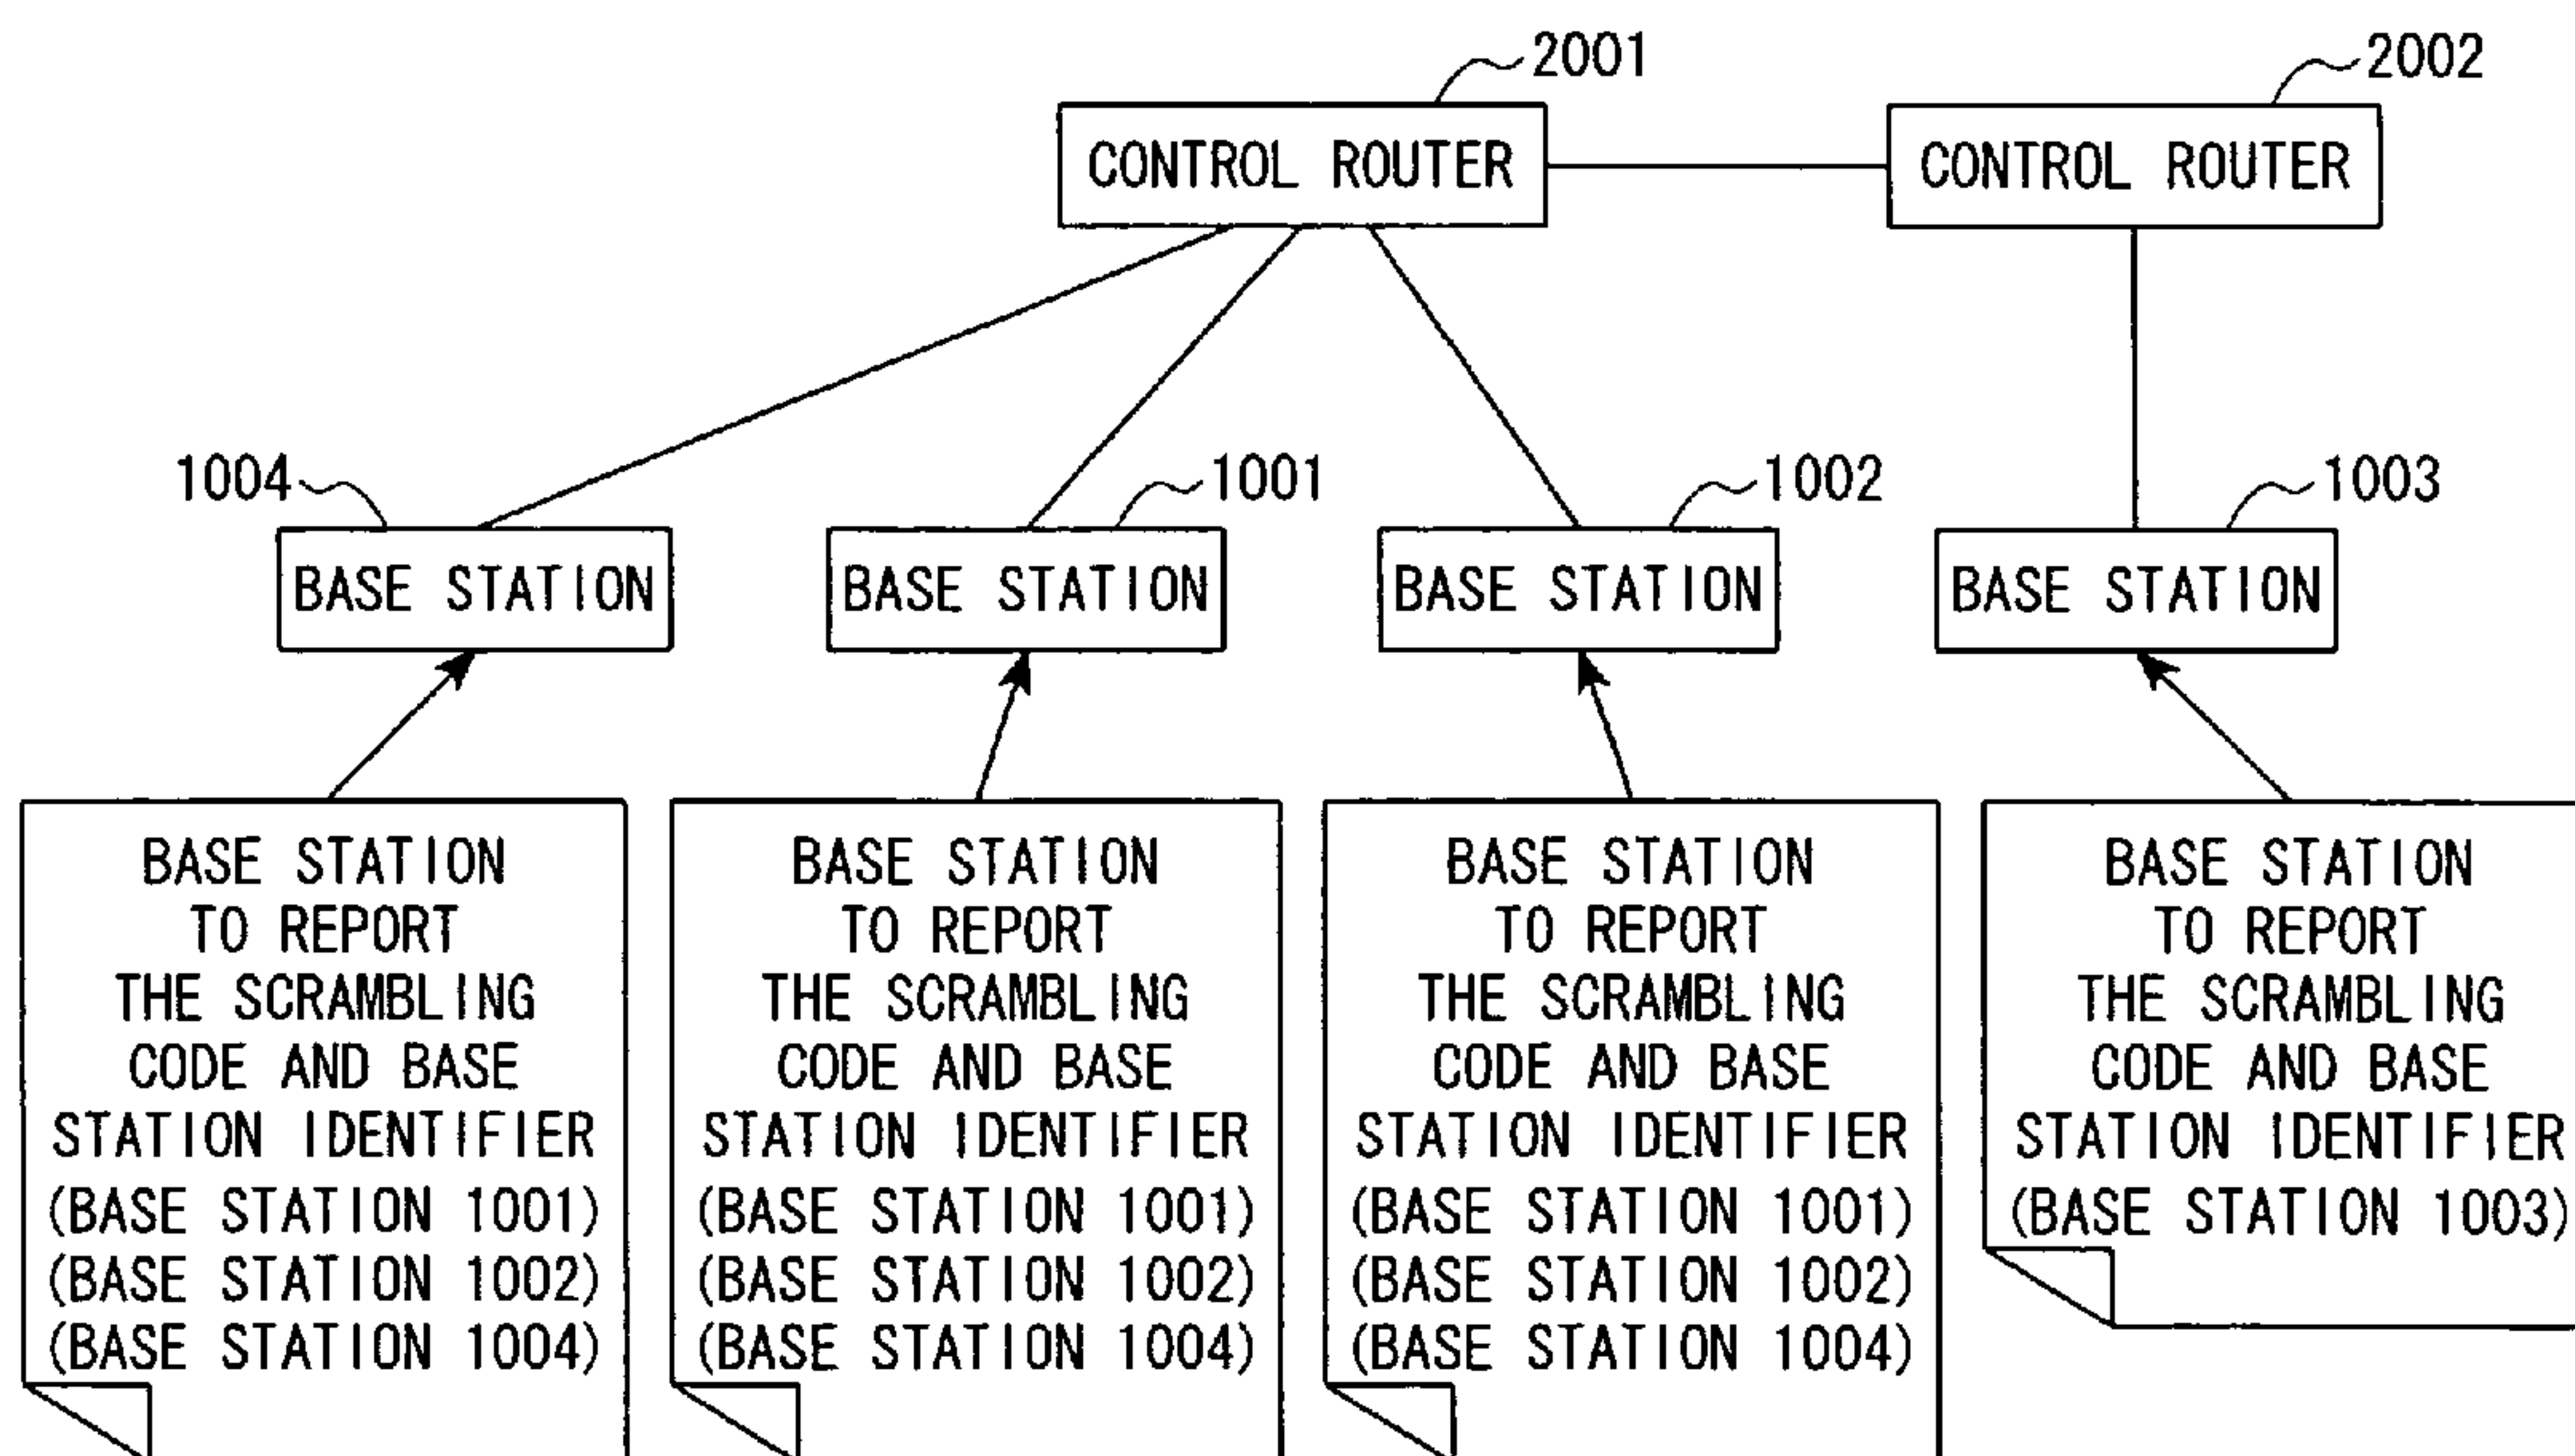 2001
2002
CONTROL ROUTER
CONTROL ROUTER
1004
1001
1002
1003
BASE STATION
BASE STATION
BASE STATION
BASE STATION
BASE STATION
TO REPORT
THE SCRAMBLING
CODE AND BASE
STATION IDENTIFIER
(BASE STATION 1001)
(BASE STATION 1002)
(BASE STATION 1004)
BASE STATION
TO REPORT
THE SCRAMBLING
CODE AND BASE
STATION IDENTIFIER
(BASE STATION 1001)
(BASE STATION 1002)
(BASE STATION 1004)
BASE STATION
TO REPORT
THE SCRAMBLING
CODE AND BASE
STATION IDENTIFIER
(BASE STATION 1001)
(BASE STATION 1002)
(BASE STATION 1004)
BASE STATION
TO REPORT
THE SCRAMBLING
CODE AND BASE
STATION IDENTIFIER
(BASE STATION 1003)